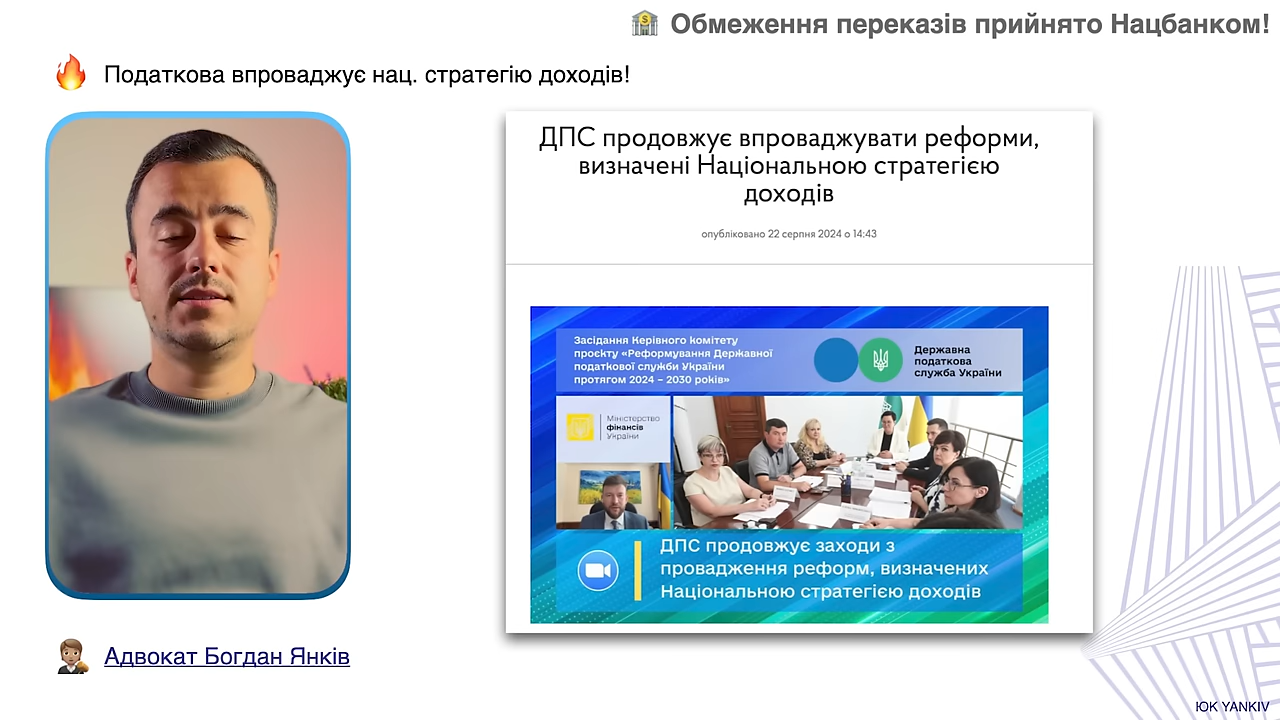 Обмеження переказів прийнято Нацбанком!
Податкова впроваджує нац. стратегію доходів!
ДПС продовжує впроваджувати реформи,
визначені Національною стратегією
доходів
опубліковано 22 серпня 2024 о 14:43
Засідання Керівного комітету
проєкту «Реформування Державної
податкової служби України
протягом 2024 – 2030 років»
Державна
податкова
служба України
Міністерство
фінансів
України
ДПС продовжує заходи з
провадження реформ, визначених
Національною стратегією доходів
Адвокат Богдан Янків
ЮК YANKIV